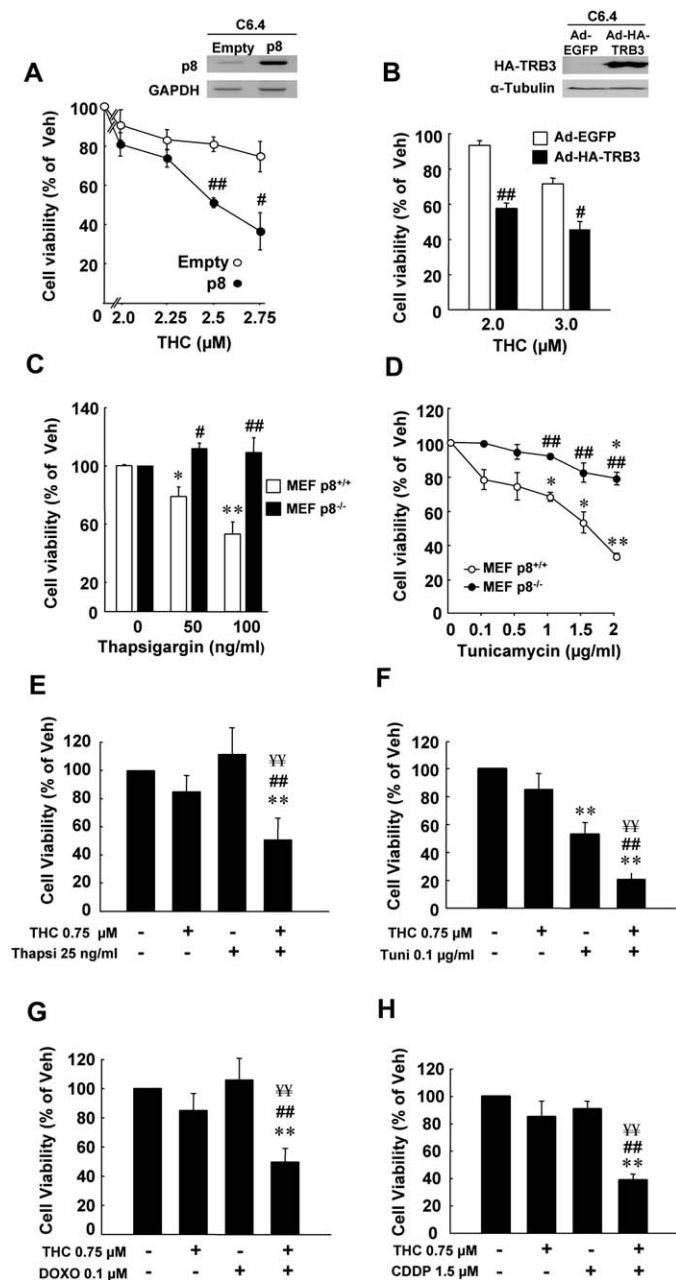 A
C6.4
Empty p8
p8
GAPDH
Cell viability (% of Veh)
100
80
60
40
20
## #
Empty
p8
0 2.0 2.25 2.5 2.75
THC (µM)
B
C6.4
Ad-EGFP Ad-HA-TRB3
HA-TRB3
α-Tubulin
Cell viability (% of Veh)
100
80
60
40
20
0
Ad-EGFP
Ad-HA-TRB3
## #
2.0 3.0
THC (µM)
C
Cell viability (% of Veh)
140
100
80
60
40
20
0
# ##
* **
MEF p8+/+
MEF p8-/-
0 50 100
Thapsigargin (ng/ml)
D
Cell viability (% of Veh)
120
100
80
60
40
20
0
## ## *
##
* * **
MEF p8+/+
MEF p8-/-
0 0.1 0.5 1 1.5 2
Tunicamycin (µg/ml)
E
Cell Viability (% of Veh)
120
100
80
60
40
20
0
¥¥
##
**
THC 0.75 µM - + - +
Thapsi 25 ng/ml - - + +
F
Cell Viability (% of Veh)
120
100
80
60
40
20
0
**
¥¥
##
**
THC 0.75 µM - + - +
Tuni 0.1 µg/ml - - + +
G
Cell viability (% of Veh)
120
100
80
60
40
20
0
¥¥
##
**
THC 0.75 µM - + - +
DOXO 0.1 µM - - + +
H
Cell viability (% of Veh)
120
100
80
60
40
20
0
¥¥
##
**
THC 0.75 µM - + - +
CDDP 1.5 µM - - + +